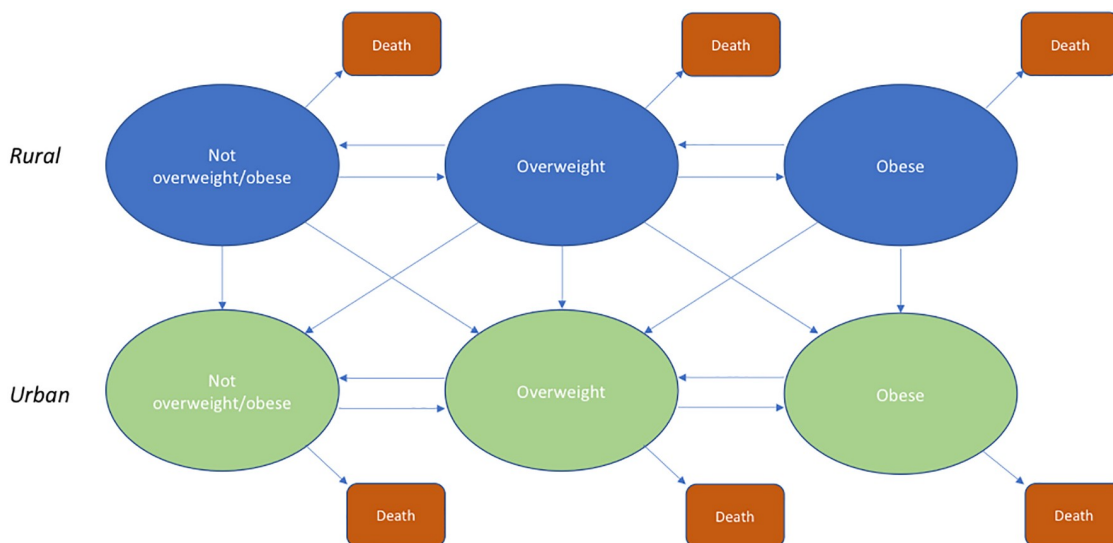 Death
Death
Death
Rural
Not
overweight/obese
Overweight
Obese
Urban
Not
overweight/obese
Overweight
Obese
Death
Death
Death